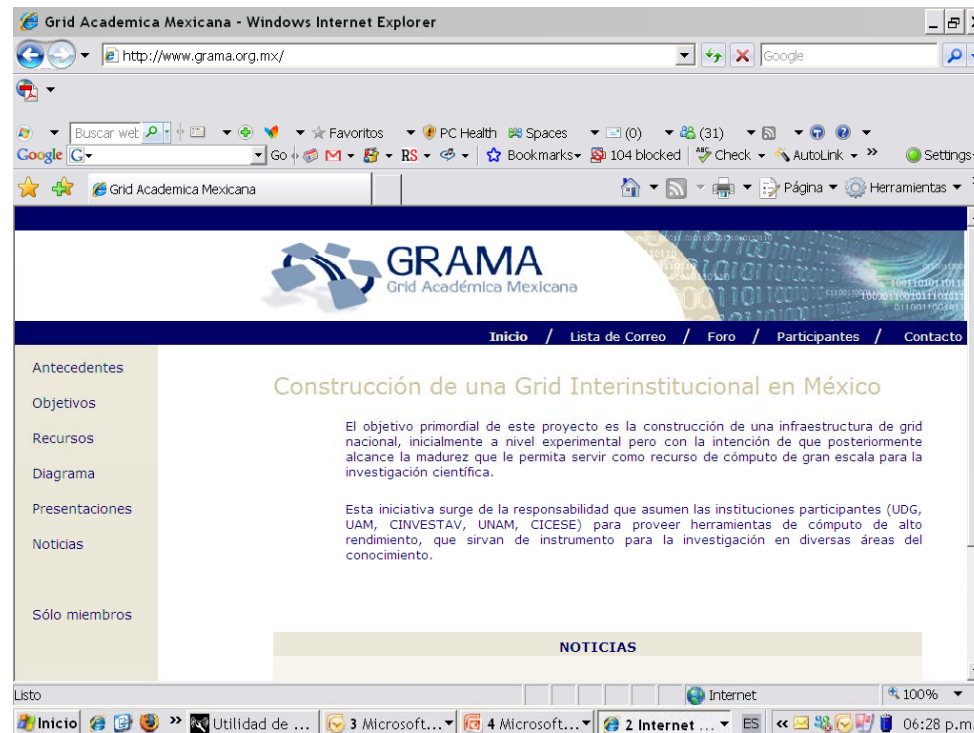 Grid Academica Mexicana - Windows Internet Explorer
http://www.grama.org.mx/
Google
Buscar wet
Favoritos PC Health Spaces (0) (31)
Google G Go RS Bookmarks 104 blocked Check AutoLink » Settings
Grid Academica Mexicana Página Herramientas
GRAMA
Grid Académica Mexicana
Inicio / Lista de Correo / Foro / Participantes / Contacto
Antecedentes
Objetivos
Recursos
Diagrama
Presentaciones
Noticias
Sólo miembros
Construcción de una Grid Interinstitucional en México
El objetivo primordial de este proyecto es la construcción de una infraestructura de grid
nacional, inicialmente a nivel experimental pero con la intención de que posteriormente
alcance la madurez que le permita servir como recurso de cómputo de gran escala para la
investigación científica.
Esta iniciativa surge de la responsabilidad que asumen las instituciones participantes (UDG,
UAM, CINVESTAV, UNAM, CICESE) para proveer herramientas de cómputo de alto
rendimiento, que sirvan de instrumento para la investigación en diversas áreas del
conocimiento.
NOTICIAS
Listo Internet 100%
Inicio » Utilidad de ... 3 Microsoft... 4 Microsoft... 2 Internet ... ES « 06:28 p.m.